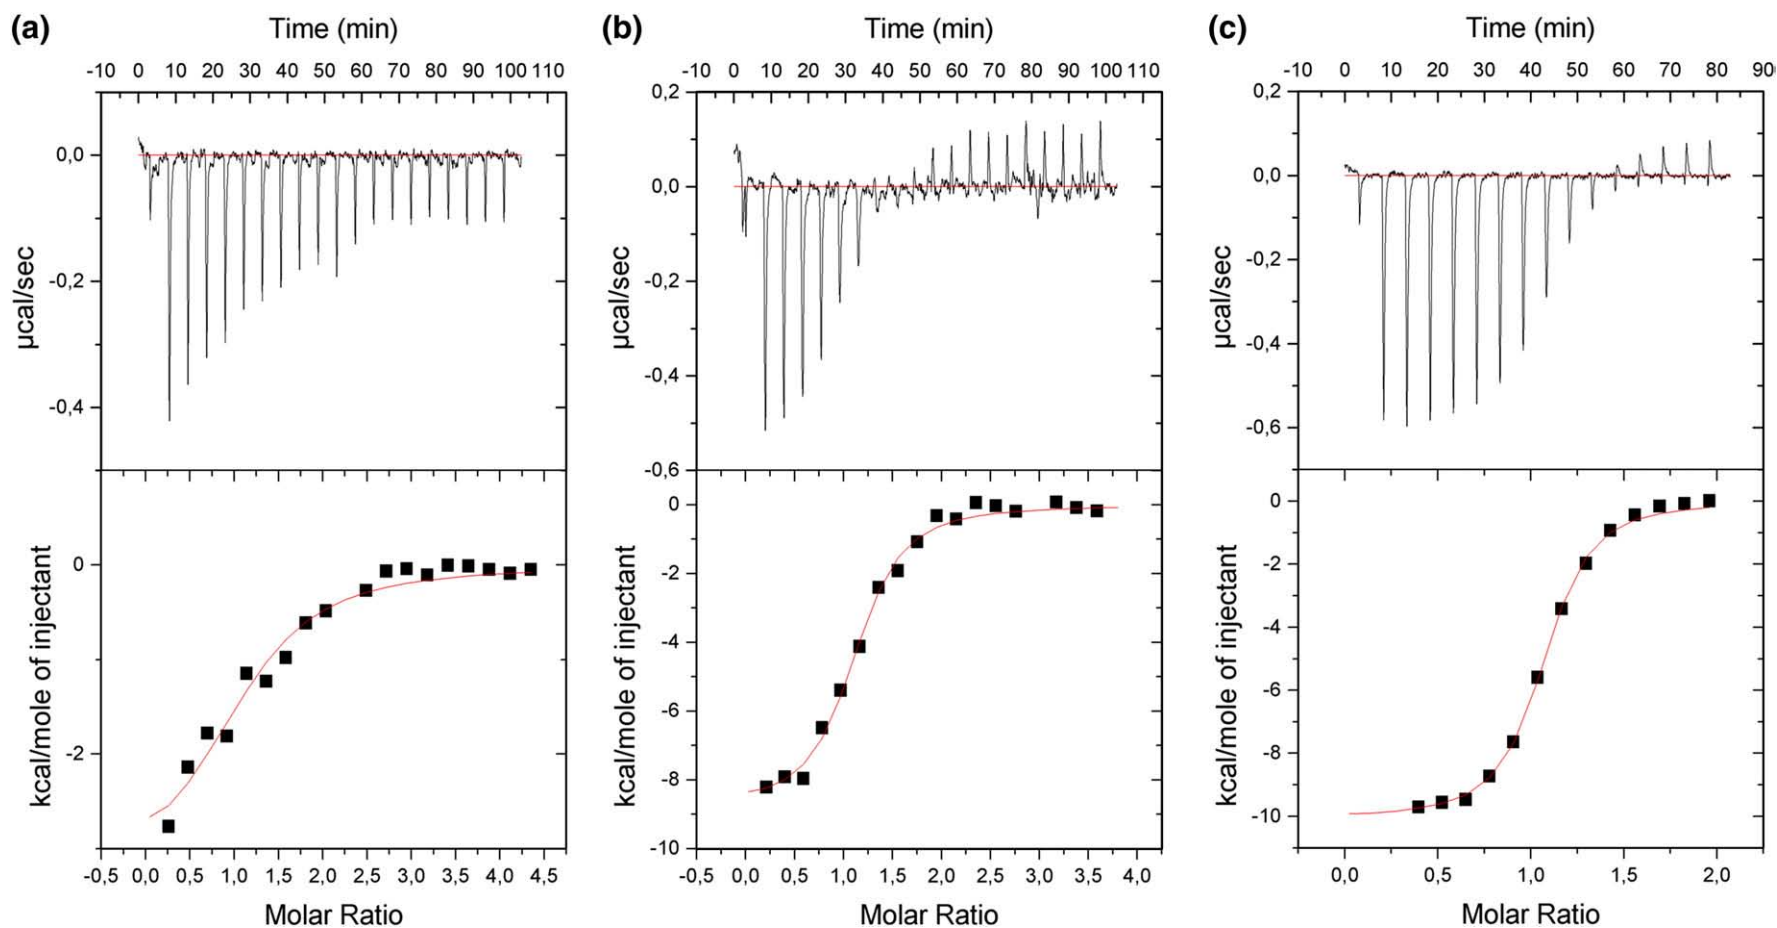 (a) Time (min)
-10 0 10 20 30 40 50 60 70 80 90 100 110
0,0
-0,2
-0,4
µcal/sec
0
-2
kcal/mole of injectant
-0,5 0,0 0,5 1,0 1,5 2,0 2,5 3,0 3,5 4,0 4,5
Molar Ratio
(b) Time (min)
-10 0 10 20 30 40 50 60 70 80 90 100 110
0,2
0,0
-0,2
-0,4
-0,6
µcal/sec
0
-2
-4
-6
-8
-10
kcal/mole of injectant
-0,5 0,0 0,5 1,0 1,5 2,0 2,5 3,0 3,5 4,0
Molar Ratio
(c) Time (min)
-10 0 10 20 30 40 50 60 70 80 90
0,2
0,0
-0,2
-0,4
-0,6
µcal/sec
0
-2
-4
-6
-8
-10
kcal/mole of injectant
0,0 0,5 1,0 1,5 2,0
Molar Ratio